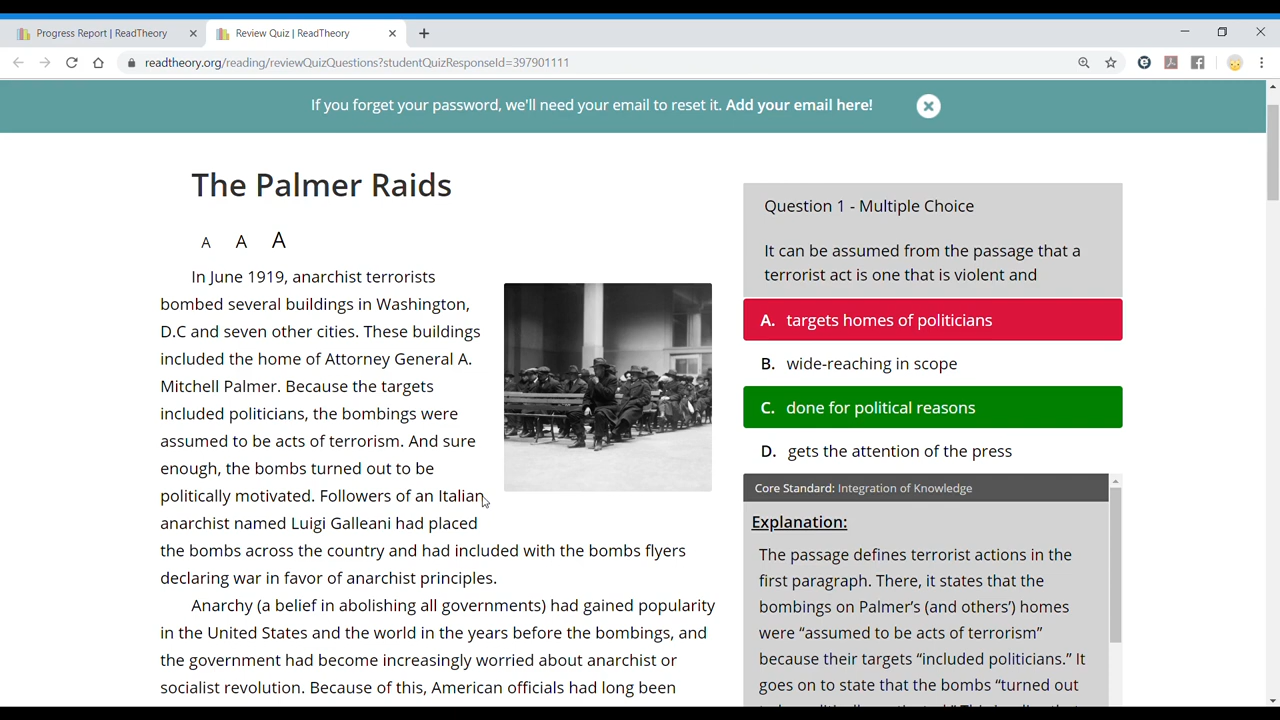 Progress Report | ReadTheory
Review Quiz | ReadTheory
readtheory.org/reading/reviewQuizQuestions?studentQuizResponseId=397901111
If you forget your password, we'll need your email to reset it. Add your email here!
The Palmer Raids
A A A
In June 1919, anarchist terrorists
bombed several buildings in Washington,
D.C and seven other cities. These buildings
included the home of Attorney General A.
Mitchell Palmer. Because the targets
included politicians, the bombings were
assumed to be acts of terrorism. And sure
enough, the bombs turned out to be
politically motivated. Followers of an Italian
anarchist named Luigi Galleani had placed
the bombs across the country and had included with the bombs flyers
declaring war in favor of anarchist principles.
Anarchy (a belief in abolishing all governments) had gained popularity
in the United States and the world in the years before the bombings, and
the government had become increasingly worried about anarchist or
socialist revolution. Because of this, American officials had long been
Question 1 - Multiple Choice
It can be assumed from the passage that a
terrorist act is one that is violent and
A. targets homes of politicians
B. wide-reaching in scope
C. done for political reasons
D. gets the attention of the press
Core Standard: Integration of Knowledge
Explanation:
The passage defines terrorist actions in the
first paragraph. There, it states that the
bombings on Palmer's (and others') homes
were "assumed to be acts of terrorism"
because their targets "included politicians." It
goes on to state that the bombs "turned out